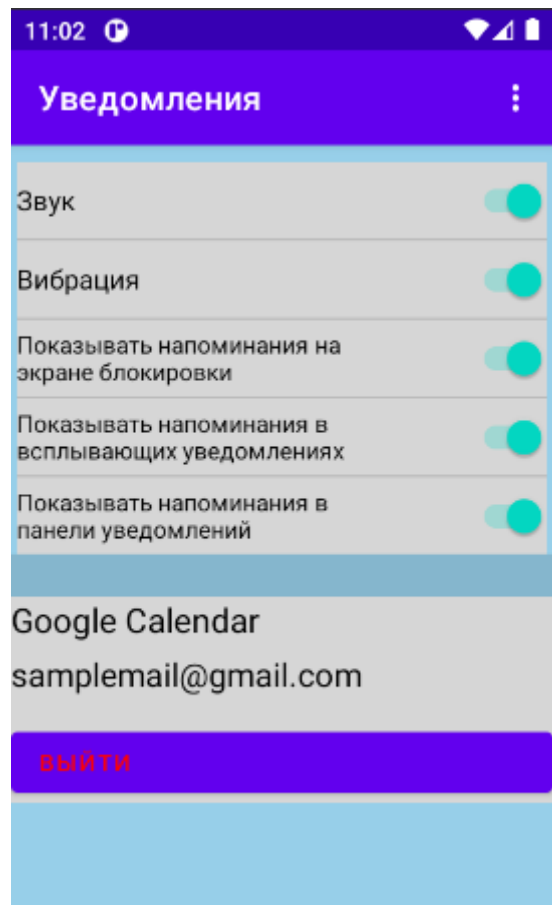 11:02
Уведомления
Звук
Вибрация
Показывать напоминания на
экране блокировки
Показывать напоминания в
всплывающих уведомлениях
Показывать напоминания в
панели уведомлений
Google Calendar
samplemail@gmail.com
ВЫЙТИ